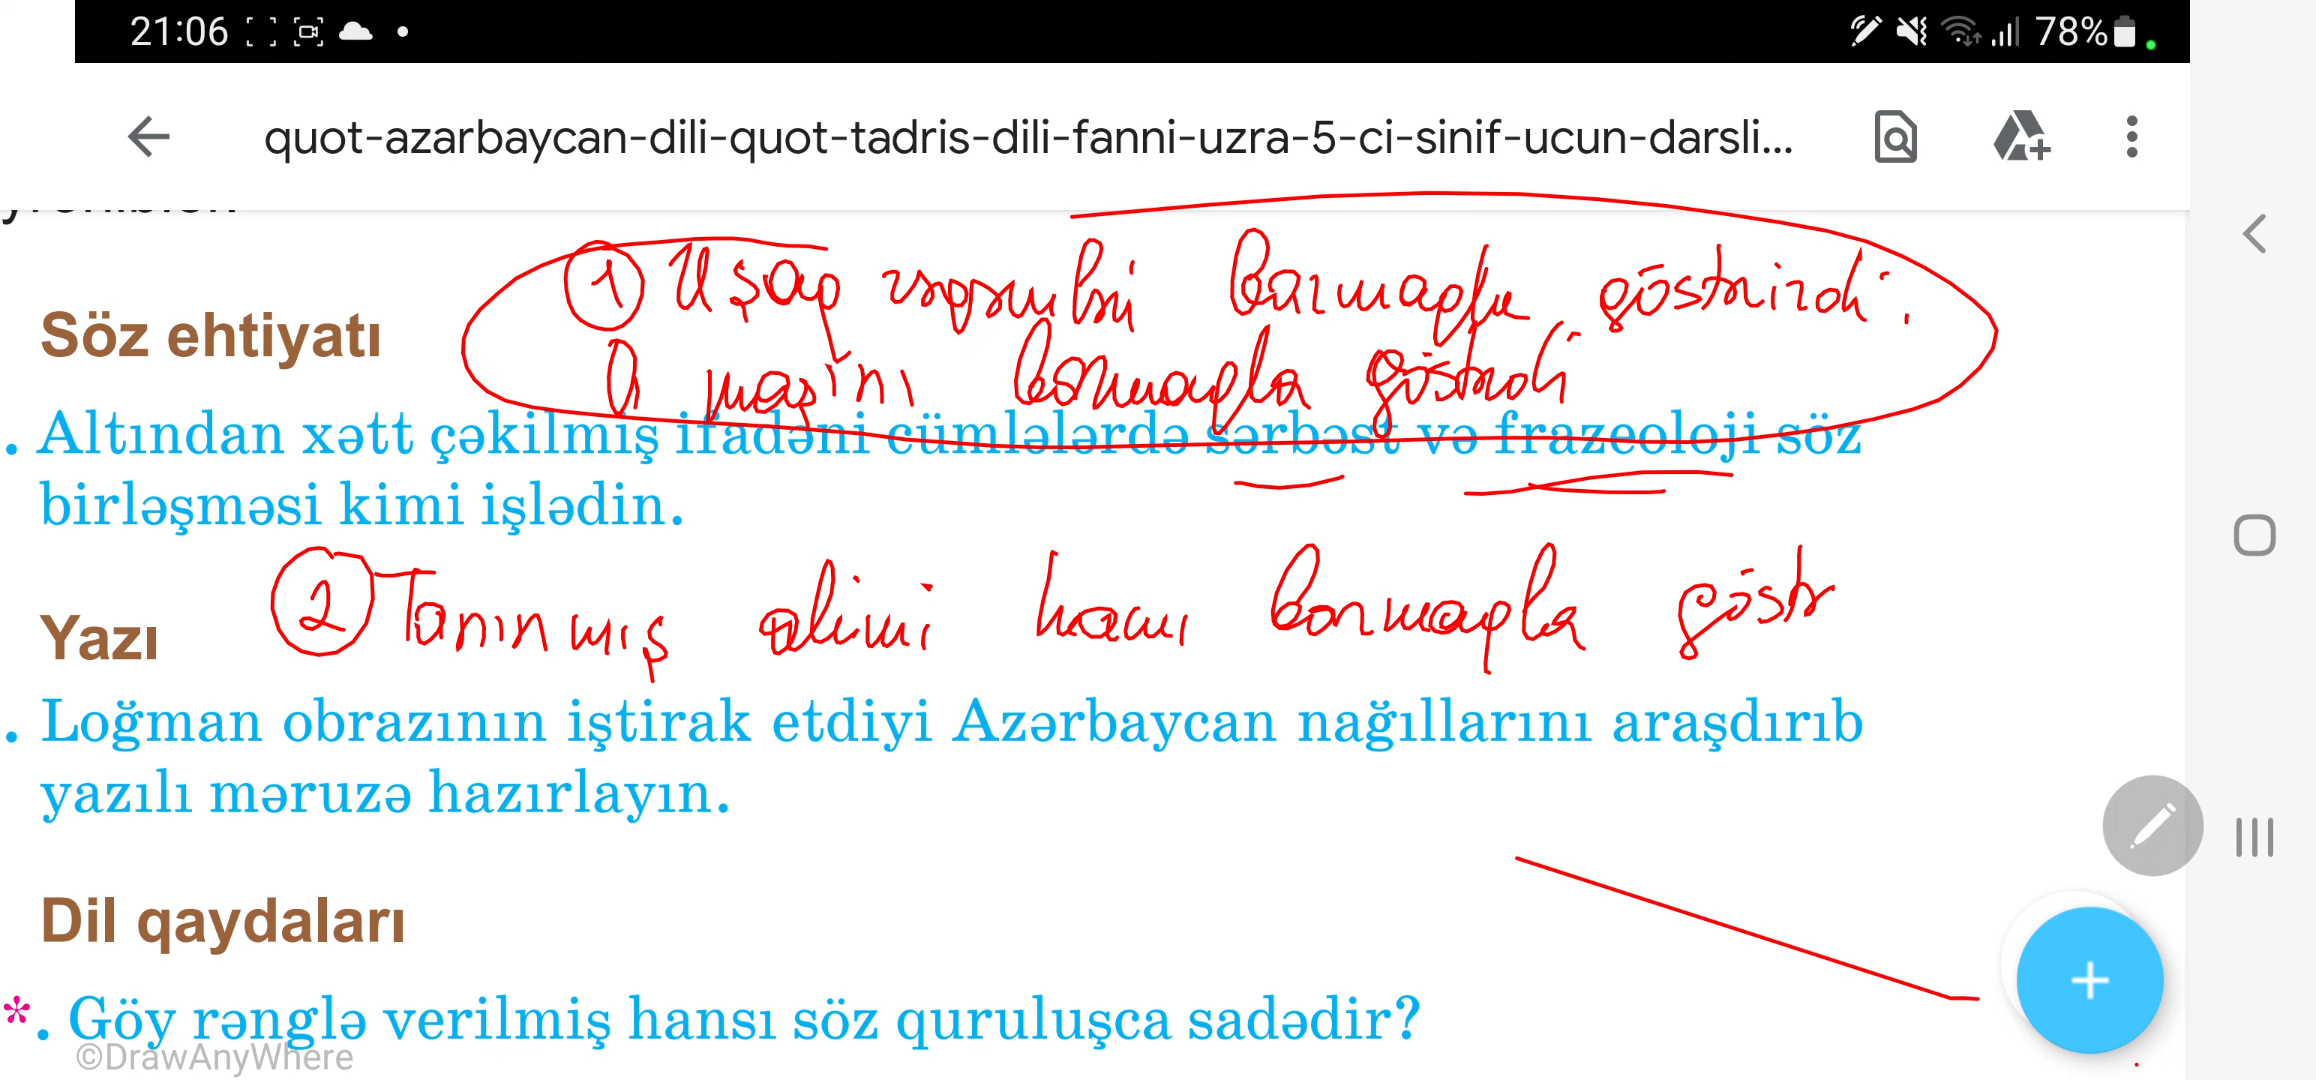 21:06 78%
quot-azarbaycan-dili-quot-tadris-dili-fanni-uzra-5-ci-sinif-ucun-darsli...
1 Uşaq barmaqla göstərirdi.
O maşını barmaqla göstərdi
Söz ehtiyatı
. Altından xətt çəkilmiş ifadəni cümlələrdə sərbəst və frazeoloji söz
birləşməsi kimi işlədin.
2 Tanınmış alimi hamı barmaqla göstər
Yazı
. Loğman obrazının iştirak etdiyi Azərbaycan nağıllarını araşdırıb
yazılı məruzə hazırlayın.
Dil qaydaları
*. Göy rənglə verilmiş hansı söz quruluşca sadədir?
©DrawAnyWhere